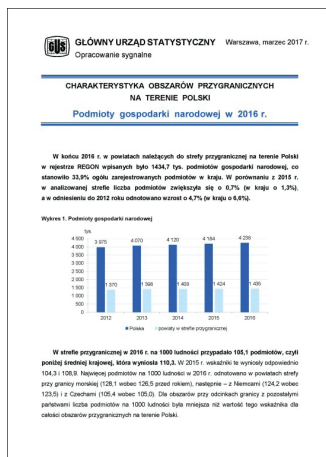 GUS
GŁÓWNY URZĄD STATYSTYCZNY Warszawa, marzec 2017 r.
Opracowanie sygnalne
CHARAKTERYSTYKA OBSZARÓW PRZYGRANICZNYCH
NA TERENIE POLSKI
Podmioty gospodarki narodowej w 2016 r.
W końcu 2016 r. w powiatach należących do strefy przygranicznej na terenie Polski
w rejestrze REGON wpisanych było 1434,7 tys. podmiotów gospodarki narodowej, co
stanowiło 33,9% ogółu zarejestrowanych podmiotów w kraju. W porównaniu z 2015 r.
w analizowanej strefie liczba podmiotów zwiększyła się o 0,7% (w kraju o 1,3%),
a w odniesieniu do 2012 roku odnotowano wzrost o 4,7% (w kraju o 6,6%).
Wykres 1. Podmioty gospodarki narodowej
tys.
4 500
4 000
3 500
3 000
2 500
2 000
1 500
1 000
500
0
3 975 4 070 4 120 4 184 4 238
1 370 1 398 1 409 1 424 1 435
2012 2013 2014 2015 2016
Polska powiaty w strefie przygranicznej
W strefie przygranicznej w 2016 r. na 1000 ludności przypadało 105,1 podmiotów, czyli
poniżej średniej krajowej, która wyniosła 110,3. W 2015 r. wskaźniki te wyniosły odpowiednio
104,3 i 108,9. Najwięcej podmiotów na 1000 ludności w 2016 r. odnotowano w powiatach strefy
przy granicy morskiej (128,1 wobec 126,5 przed rokiem), następnie – z Niemcami (124,2 wobec
123,5) i z Czechami (105,4 wobec 105,0). Dla obszarów przy odcinkach granicy z pozostałymi
państwami liczba podmiotów na 1000 ludności była mniejsza niż wartość tego wskaźnika dla
całości obszarów przygranicznych na terenie Polski.